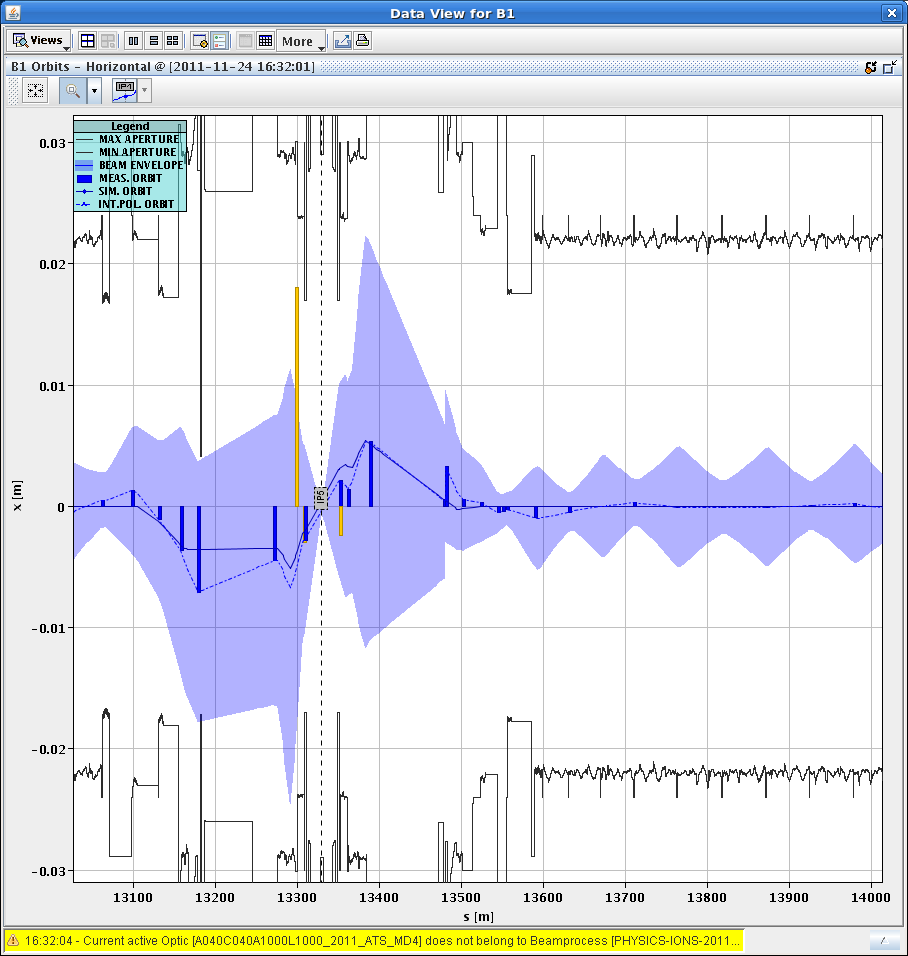 Data View for B1
Views More
B1 Orbits - Horizontal @ [2011-11-24 16:32:01]
IP4
Legend
MAX APERTURE
MIN APERTURE
BEAM ENVELOPE
MEAS. ORBIT
SIM. ORBIT
INT.POL. ORBIT
0.03
0.02
0.01
0
-0.01
-0.02
-0.03
x [m]
IP5
13100 13200 13300 13400 13500 13600 13700 13800 13900 14000
s [m]
16:32:04 - Current active Optic [A040C040A1000L1000_2011_ATS_MD4] does not belong to Beamprocess [PHYSICS-IONS-2011...